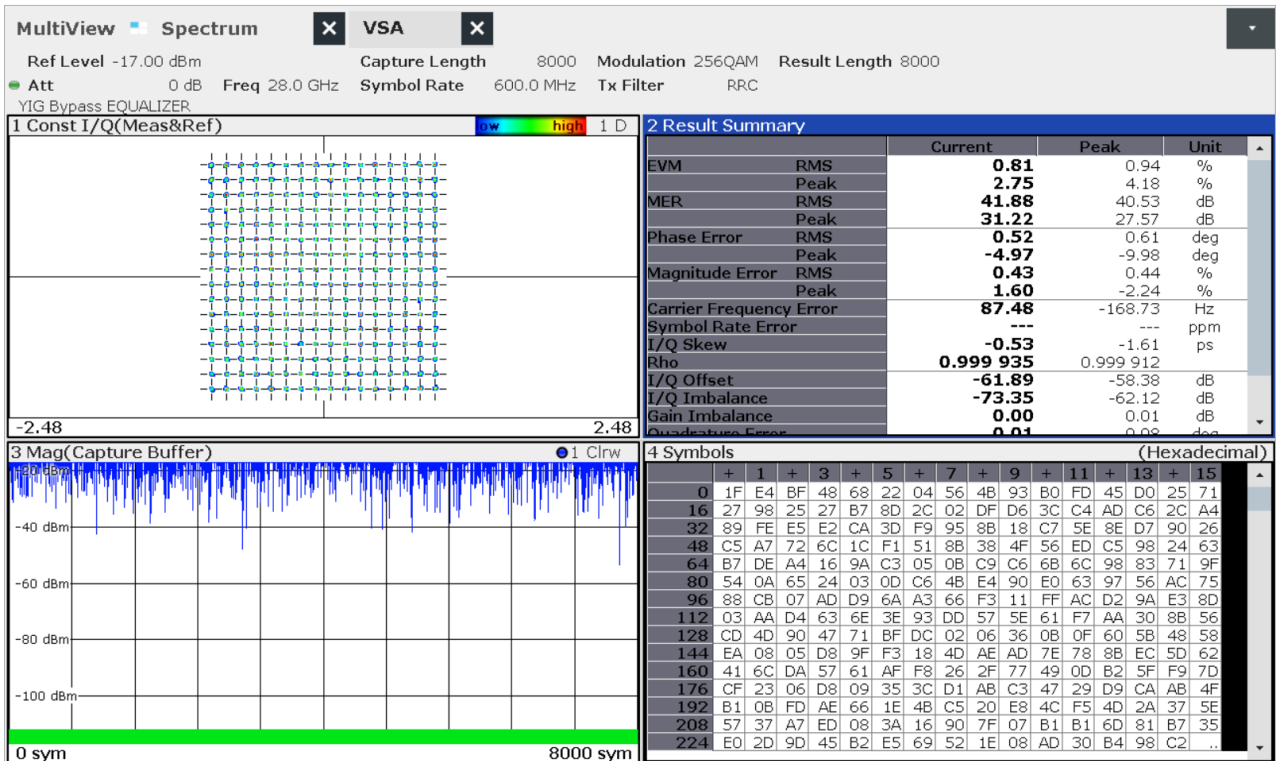 MultiView Spectrum X VSA X
Ref Level -17.00 dBm Capture Length 8000 Modulation 256QAM Result Length 8000
Att 0 dB Freq 28.0 GHz Symbol Rate 600.0 MHz Tx Filter RRC
YIG Bypass EQUALIZER
1 Const I/Q(Meas&Ref) low high 1 D
-2.48 2.48
2 Result Summary
Current Peak Unit
EVM RMS 0.81 0.94 %
Peak 2.75 4.18 %
MER RMS 41.88 40.53 dB
Peak 31.22 27.57 dB
Phase Error RMS 0.52 0.61 deg
Peak -4.97 -9.98 deg
Magnitude Error RMS 0.43 0.44 %
Peak 1.60 -2.24 %
Carrier Frequency Error 87.48 -168.73 Hz
Symbol Rate Error --- --- ppm
I/Q Skew -0.53 -1.61 ps
Rho 0.999 935 0.999 912
I/Q Offset -61.89 -58.38 dB
I/Q Imbalance -73.35 -62.12 dB
Gain Imbalance 0.00 0.01 dB
Quadrature Error 0.01 0.08 deg
3 Mag(Capture Buffer) 1 Clrw
-20 dBm
-40 dBm
-60 dBm
-80 dBm
-100 dBm
0 sym 8000 sym
4 Symbols (Hexadecimal)
+ 1 + 3 + 5 + 7 + 9 + 11 + 13 + 15
0 1F E4 BF 48 68 22 04 56 4B 93 B0 FD 45 D0 25 71
16 27 98 25 27 B7 8D 2C 02 DF D6 3C C4 AD C6 2C A4
32 89 FE E5 E2 CA 3D F9 95 8B 18 C7 5E 8E D7 90 26
48 C5 A7 72 6C 1C F1 51 8B 38 4F 56 ED C5 98 24 63
64 B7 DE A4 16 9A C3 05 0B C9 C6 6B 6C 98 83 71 9F
80 54 0A 65 24 03 0D C6 4B E4 90 E0 63 97 56 AC 75
96 88 CB 07 AD D9 6A A3 66 F3 11 FF AC D2 9A E3 8D
112 03 AA D4 63 6E 3E 93 DD 57 5E 61 F7 AA 30 8B 56
128 CD 4D 90 47 71 BF DC 02 06 36 0B 0F 60 5B 48 58
144 EA 08 05 D8 9F F3 18 4D AE AD 7E 78 8B EC 5D 62
160 41 6C DA 57 61 AF F8 26 2F 77 49 0D B2 5F F9 7D
176 CF 23 06 D8 09 35 3C D1 AB C3 47 29 D9 CA AB 4F
192 B1 0B FD AE 66 1E 4B C5 20 E8 4C F5 4D 2A 37 5E
208 57 37 A7 ED 08 3A 16 90 7F 07 B1 B1 6D 81 B7 35
224 E0 2D 9D 45 B2 E5 69 52 1E 08 AD 30 B4 98 C2 ..